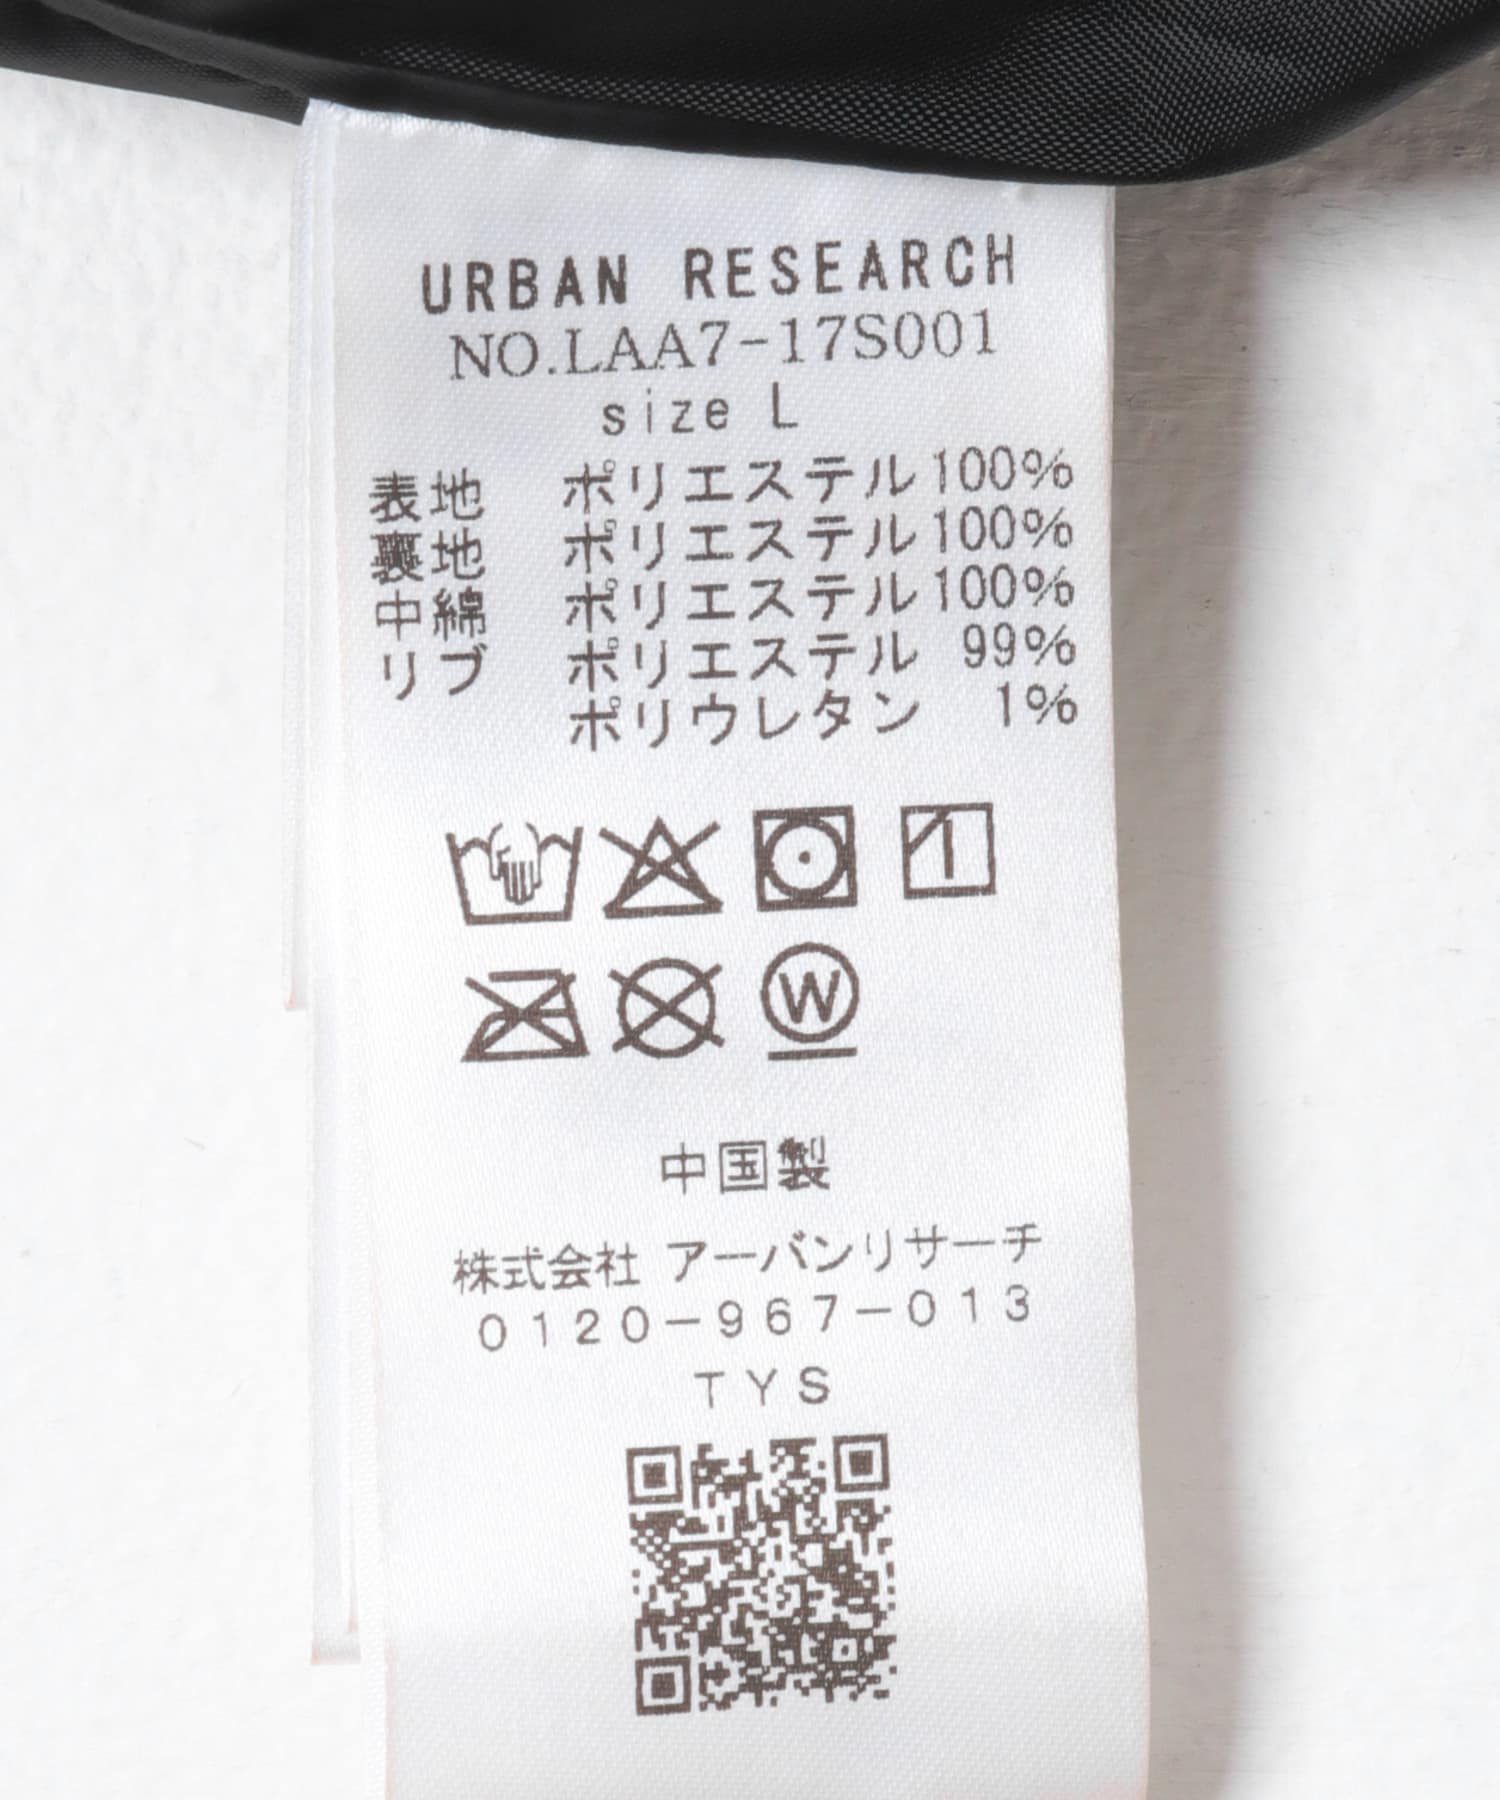 URBAN RESEARCH
NO.LAA7-17S001
size L
表地 ポリエステル100%
裏地 ポリエステル100%
中綿 ポリエステル100%
リブ ポリエステル 99%
ポリウレタン 1%
W
中国製
株式会社 アーバンリサーチ
0120-967-013
TYS